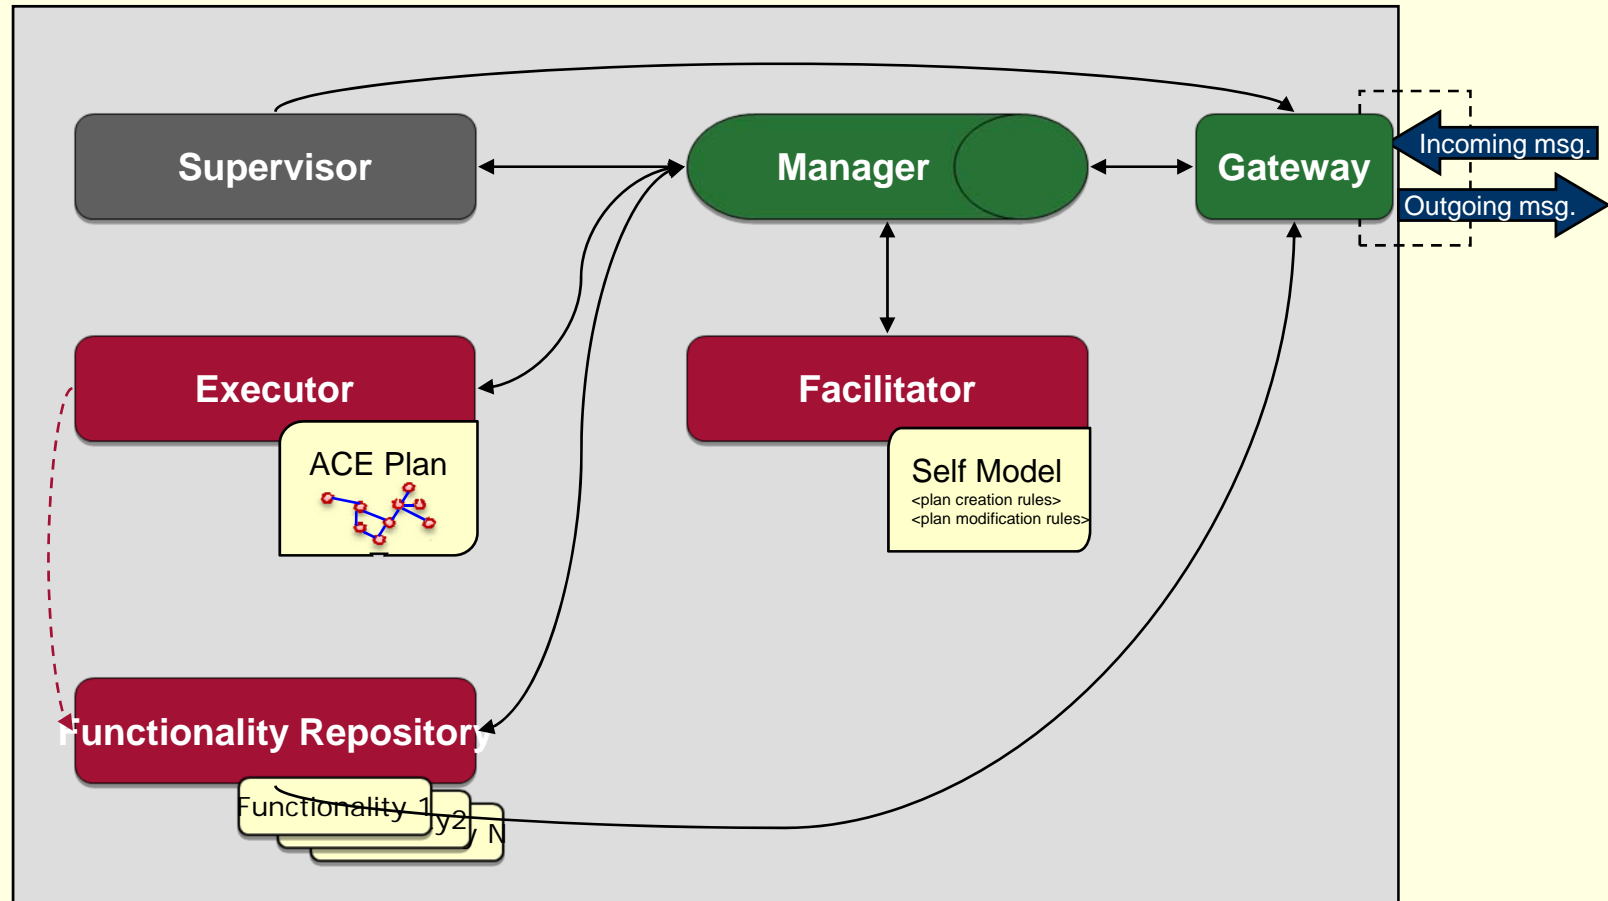 Supervisor
Manager
Gateway
Incoming msg.
Outgoing msg.
Executor
Facilitator
ACE Plan
Self Model
<plan creation rules>
<plan modification rules>
Functionality Repository
Functionality 1
y2
y N